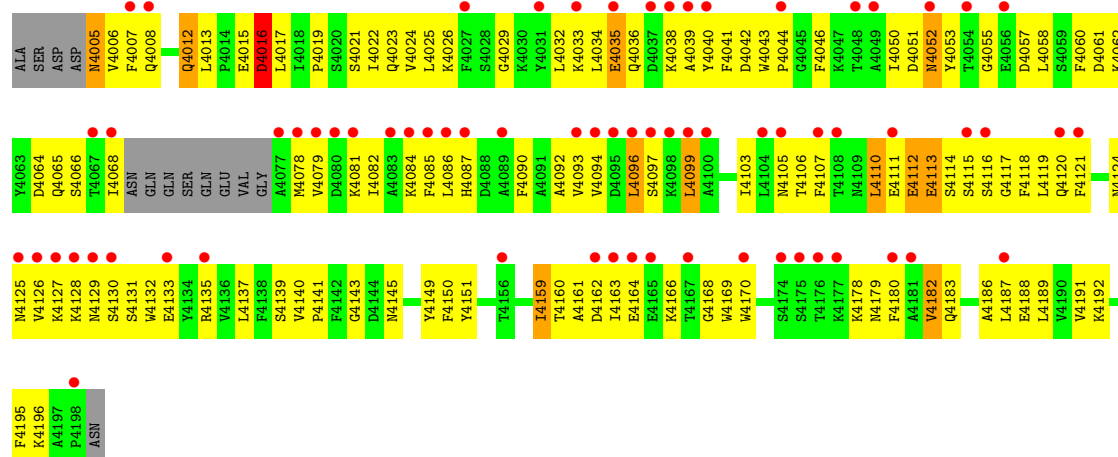 ALA
SER
ASP
ASP
N4005
V4006
F4007
Q4008
Q4012
L4013
P4014
E4015
D4016
L4017
I4018
P4019
S4020
S4021
I4022
Q4023
V4024
L4025
K4026
F4027
S4028
G4029
K4030
Y4031
L4032
K4033
L4034
E4035
Q4036
D4037
K4038
A4039
Y4040
F4041
D4042
W4043
P4044
G4045
F4046
K4047
T4048
A4049
I4050
D4051
N4052
D4053
T4054
G4055
E4056
D4057
L4058
S4059
F4060
D4061
K4062
Y4063
D4064
Q4065
S4066
T4067
I4068
ASN
GLN
GLN
SER
GLN
GLU
VAL
GLY
A4077
M4078
V4079
D4080
K4081
I4082
A4083
K4084
F4085
L4086
H4087
D4088
A4089
F4090
A4091
A4092
V4093
V4094
D4095
L4096
S4097
K4098
L4099
A4100
I4103
L4104
N4105
T4106
F4107
T4108
N4109
L4110
E4111
E4112
E4113
S4114
S4115
S4116
G4117
F4118
L4119
Q4120
F4121
N4124
N4125
V4126
K4127
K4128
N4129
S4130
S4131
W4132
E4133
Y4134
R4135
V4136
L4137
F4138
S4139
V4140
P4141
F4142
G4143
D4144
N4145
Y4149
F4150
Y4151
T4156
I4159
T4160
A4161
D4162
I4163
E4164
E4165
K4166
T4167
G4168
W4169
W4170
S4174
S4175
T4176
K4177
K4178
N4179
F4180
A4181
V4182
Q4183
A4186
L4187
E4188
L4189
V4190
V4191
K4192
F4195
K4196
A4197
P4198
ASN